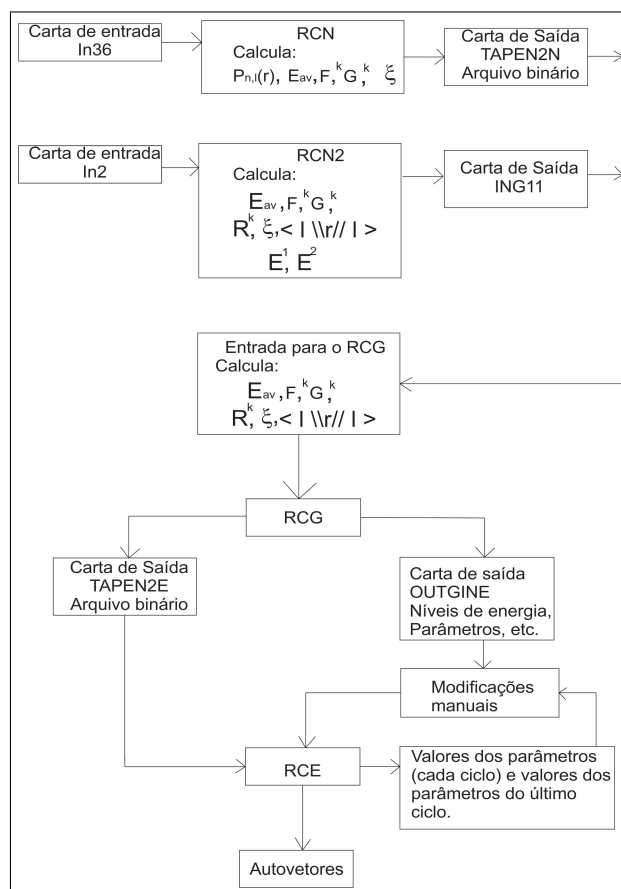 Carta de entrada
In36
RCN
Calcula:
Pn,l(r), Eav,F,ᵏG,ᵏ ξ
Carta de Saída
TAPEN2N
Arquivo binário
Carta de entrada
In2
RCN2
Calcula:
Eav,F,ᵏG,ᵏ
Rᵏ, ξ,< l \\r// l >
E¹, E²
Carta de Saída
ING11
Entrada para o RCG
Calcula:
Eav,F,ᵏG,ᵏ
Rᵏ, ξ,< l \\r// l >
RCG
Carta de Saída
TAPEN2E
Arquivo binário
Carta de saída
OUTGINE
Níveis de energia,
Parâmetros, etc.
Modificações
manuais
RCE
Valores dos parâmetros
(cada ciclo) e valores dos
parâmetros do último
ciclo.
Autovetores